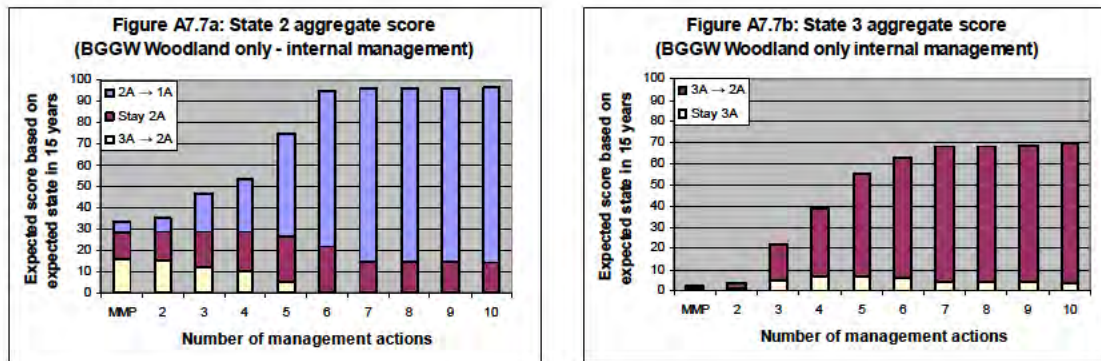 Figure A7.7a: State 2 aggregate score
(BGGW Woodland only - internal management)
Expected score based on
expected state in 15 years
100
90
80
70
60
50
40
30
20
10
0
2A → 1A
Stay 2A
3A → 2A
MMP 2 3 4 5 6 7 8 9 10
Number of management actions
Figure A7.7b: State 3 aggregate score
(BGGW Woodland only internal management)
Expected score based on
expected state in 15 years
100
90
80
70
60
50
40
30
20
10
0
3A → 2A
Stay 3A
MMP 2 3 4 5 6 7 8 9 10
Number of management actions